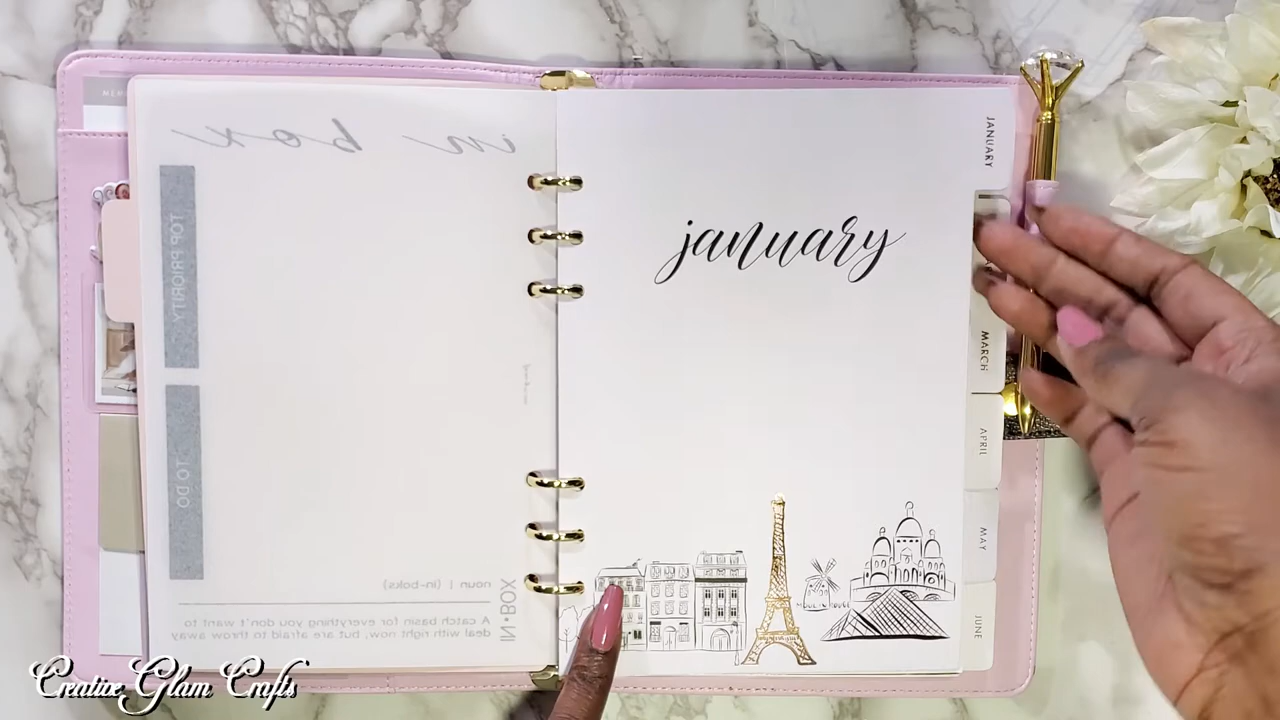 in box
TOP PRIORITY
TO DO
IN•BOX
noun | (in-boks)
A catch basin for everything you don't want to
deal with right now, but are afraid to throw away
january
MOULIN ROUGE
JANUARY
MARCH
APRIL
MAY
JUNE
Creative Glam Crafts